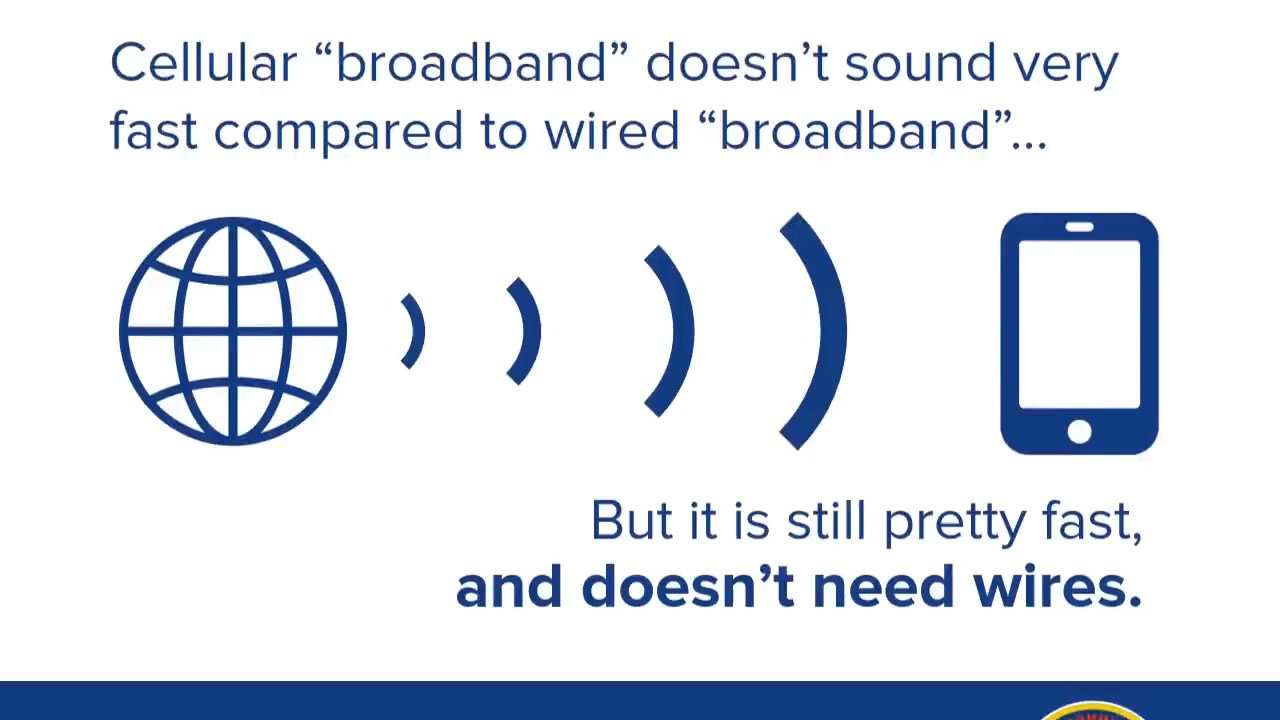 Cellular “broadband” doesn’t sound very
fast compared to wired “broadband”...
But it is still pretty fast,
and doesn’t need wires.